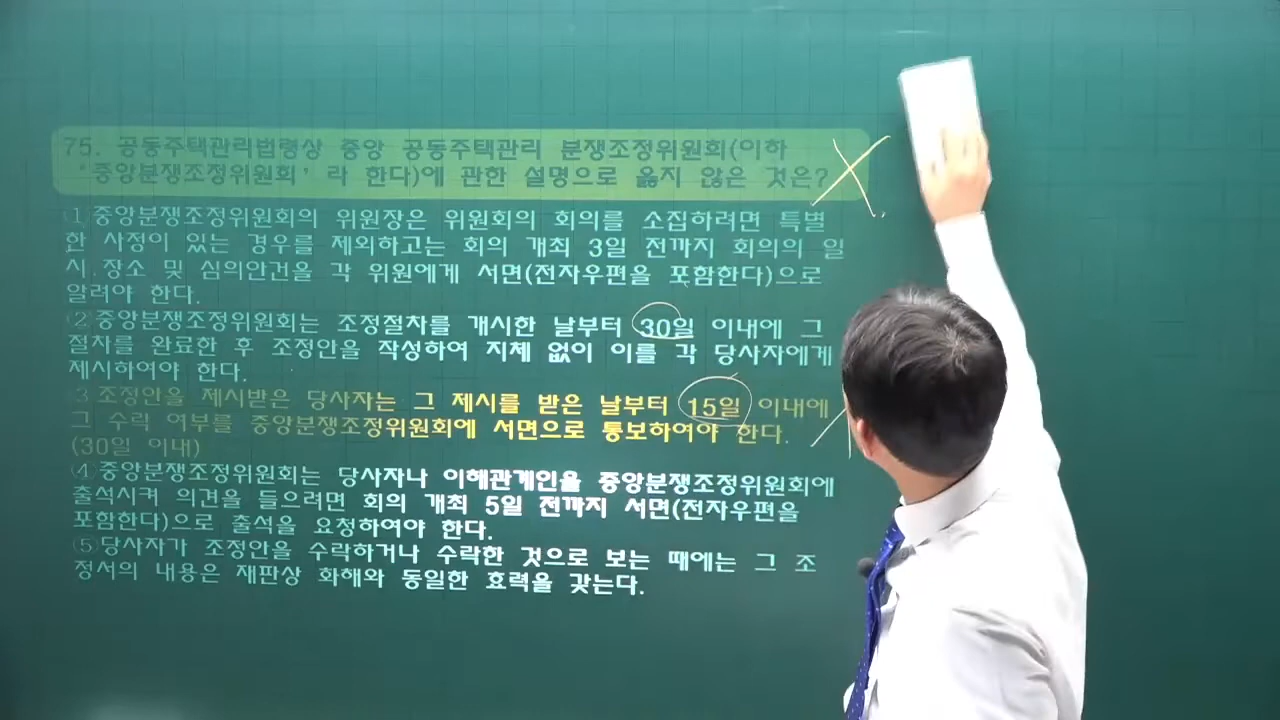 75. 공동주택관리법령상 중앙 공동주택관리 분쟁조정위원회(이하
'중앙분쟁조정위원회' 라 한다)에 관한 설명으로 옳지 않은 것은?
①중앙분쟁조정위원회의 위원장은 위원회의 회의를 소집하려면 특별
한 사정이 있는 경우를 제외하고는 회의 개최 3일 전까지 회의의 일
시.장소 및 심의안건을 각 위원에게 서면(전자우편을 포함한다)으로
알려야 한다.
②중앙분쟁조정위원회는 조정절차를 개시한 날부터 30일 이내에 그
절차를 완료한 후 조정안을 작성하여 지체 없이 이를 각 당사자에게
제시하여야 한다.
③조정안을 제시받은 당사자는 그 제시를 받은 날부터 15일 이내에
그 수락 여부를 중앙분쟁조정위원회에 서면으로 통보하여야 한다.
(30일 이내)
④중앙분쟁조정위원회는 당사자나 이해관계인을 중앙분쟁조정위원회에
출석시켜 의견을 들으려면 회의 개최 5일 전까지 서면(전자우편을
포함한다)으로 출석을 요청하여야 한다.
⑤당사자가 조정안을 수락하거나 수락한 것으로 보는 때에는 그 조
정서의 내용은 재판상 화해와 동일한 효력을 갖는다.